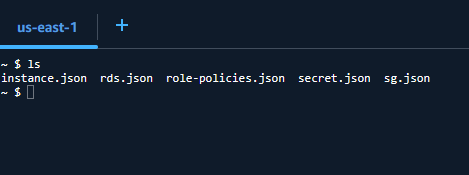 us-east-1 +
~ $ ls
instance.json rds.json role-policies.json secret.json sg.json
~ $